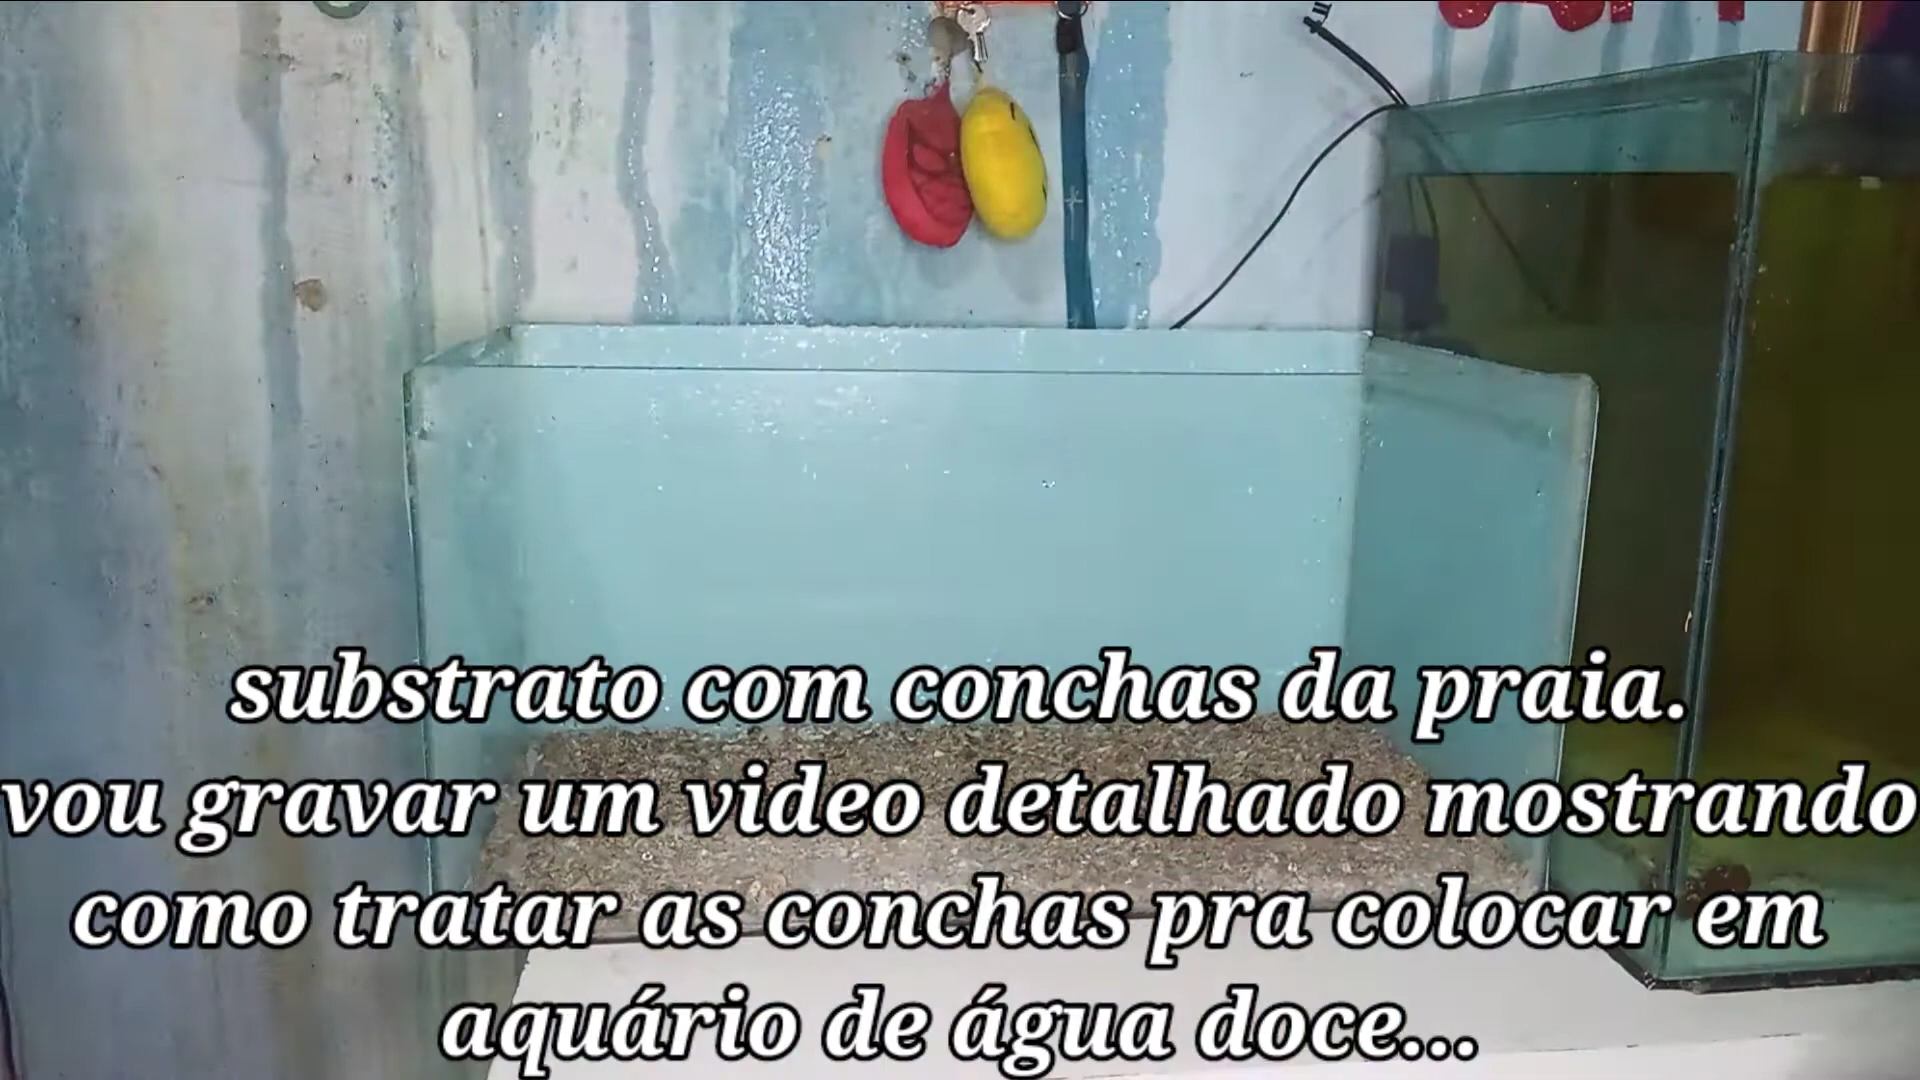 substrato com conchas da praia.
vou gravar um video detalhado mostrando
como tratar as conchas pra colocar em
aquário de água doce...